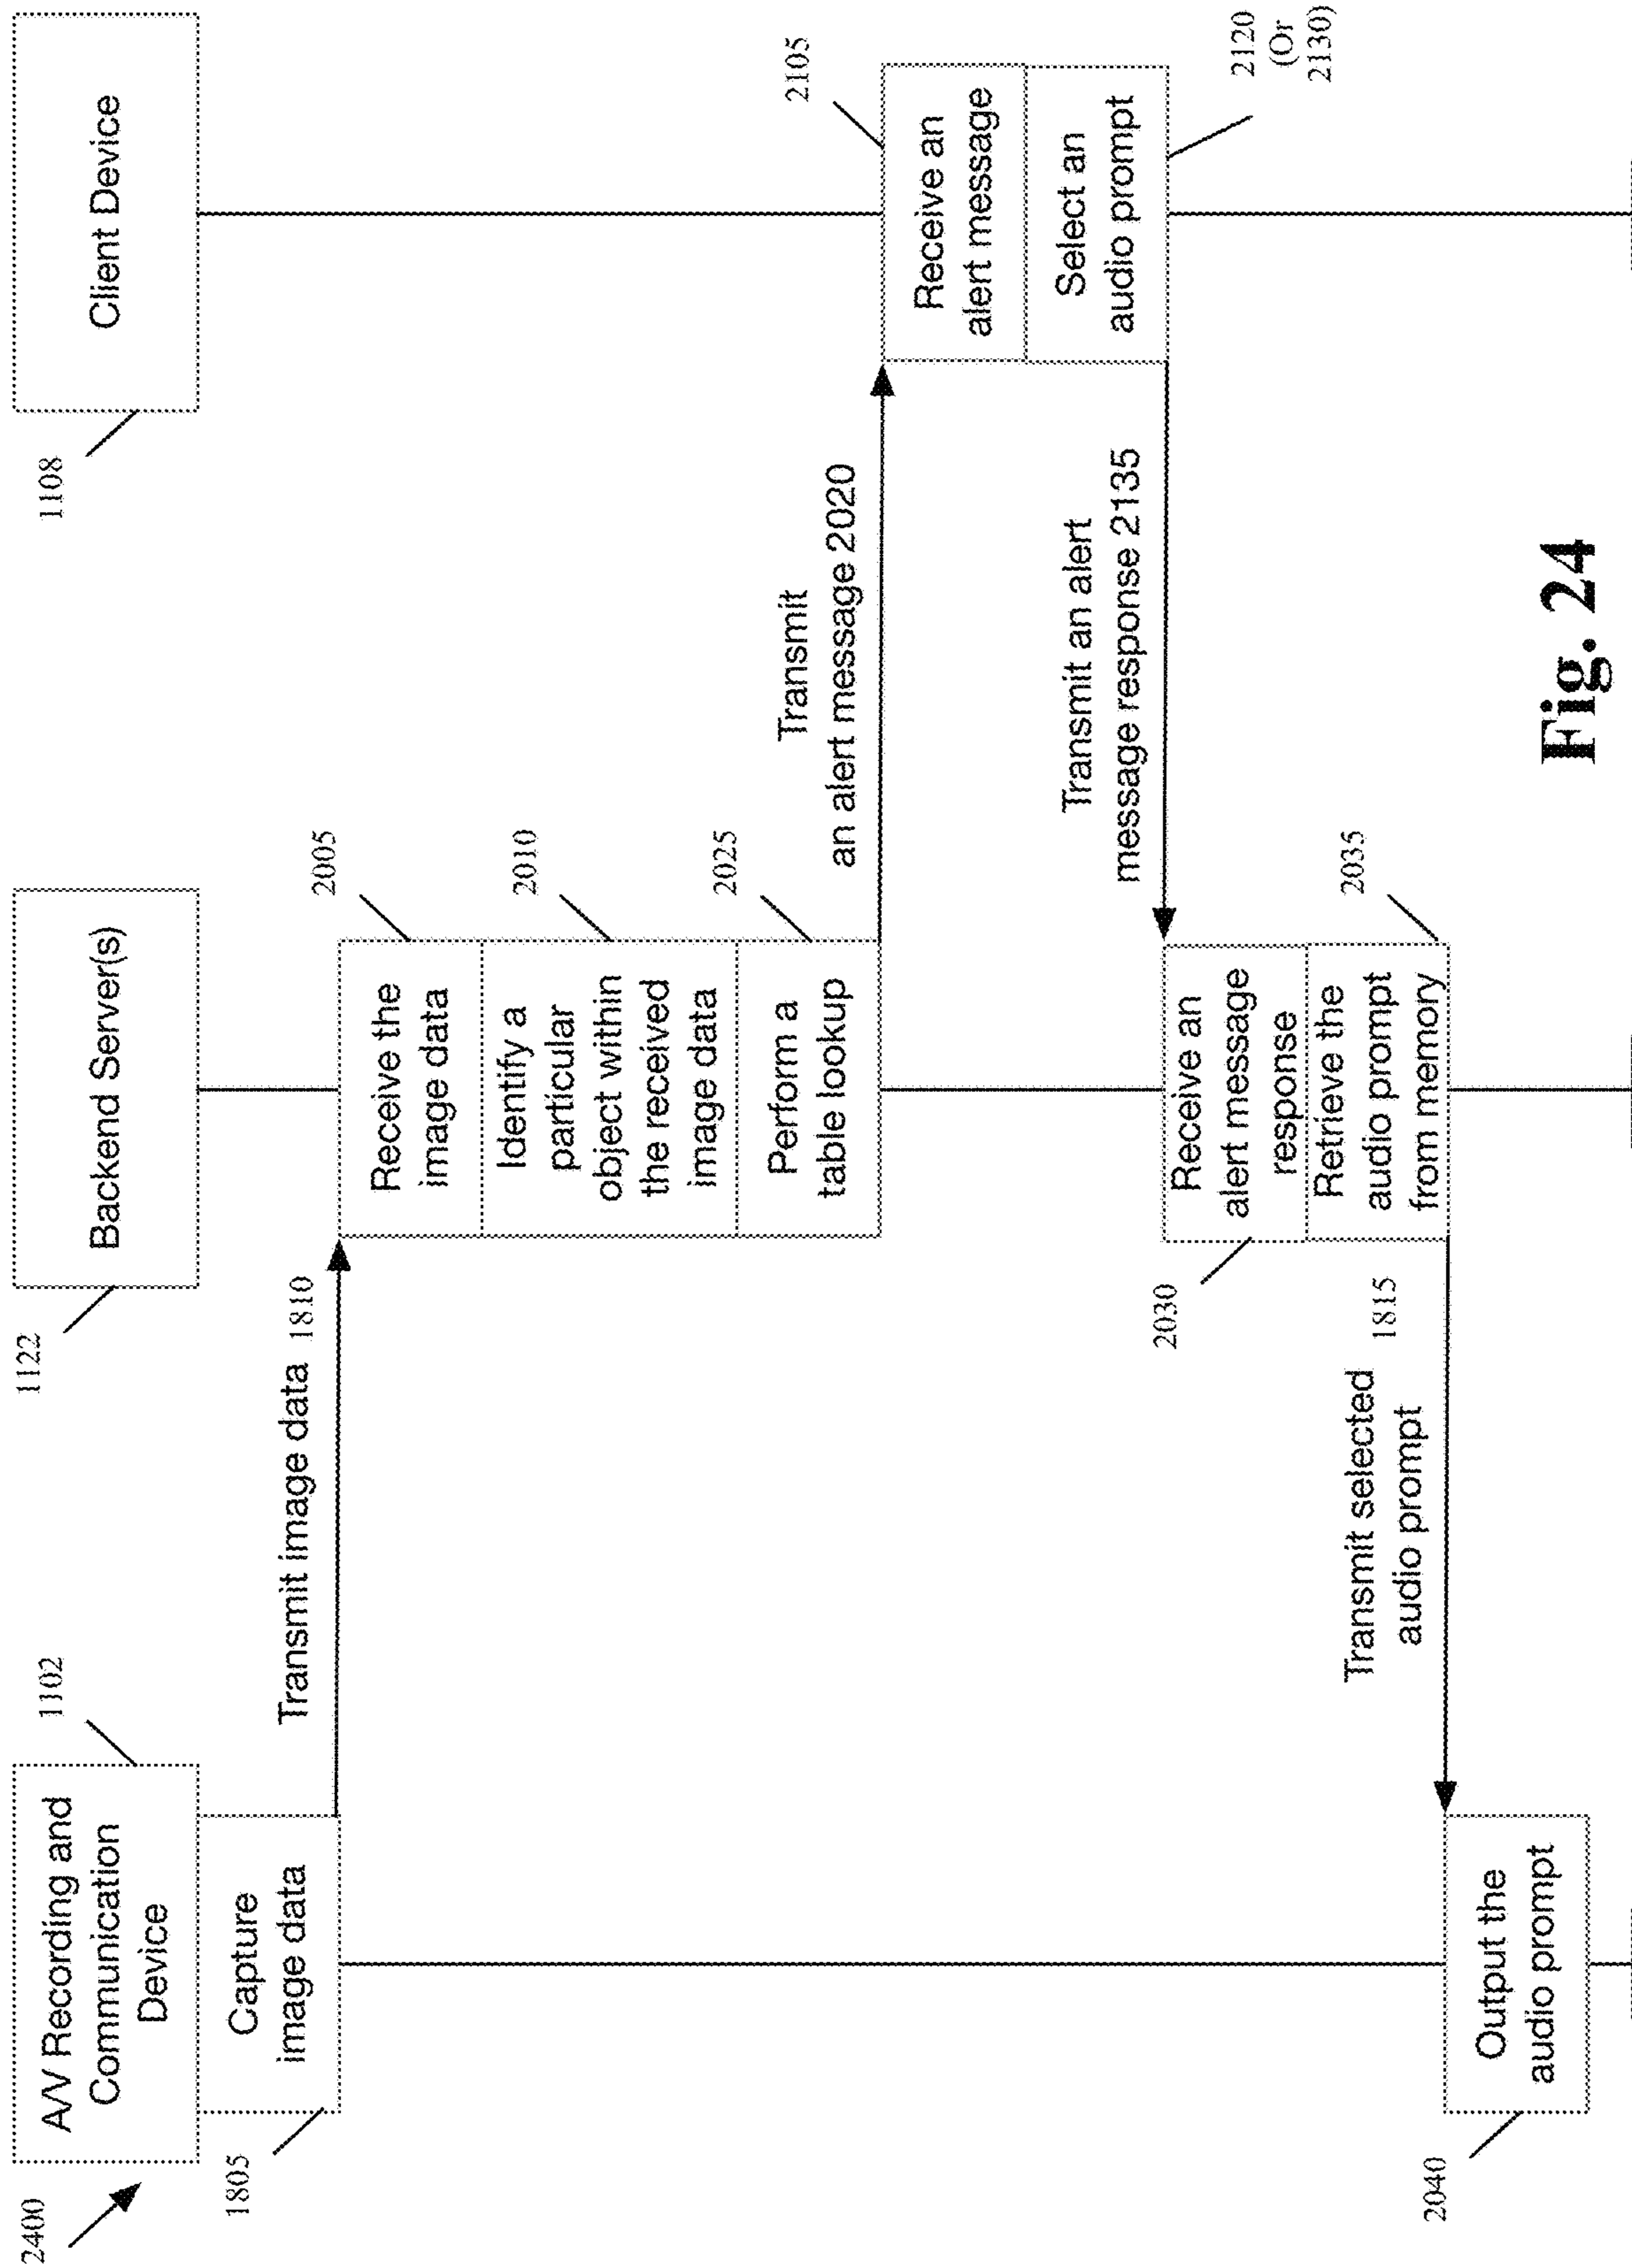 2400
A/V Recording and
Communication
Device
1102
1122
Backend Server(s)
1108
Client Device
1805
Capture
image data
Transmit image data 1810
2005
Receive the
image data
2010
Identify a
particular
object within
the received
image data
2025
Perform a
table lookup
Transmit
an alert message 2020
2105
Receive an
alert message
Select an
audio prompt
2120
(Or
2130)
Transmit an alert
message response 2135
2030
Receive an
alert message
response
2035
Retrieve the
audio prompt
from memory
Transmit selected
audio prompt
1815
2040
Output the
audio prompt
Fig. 24